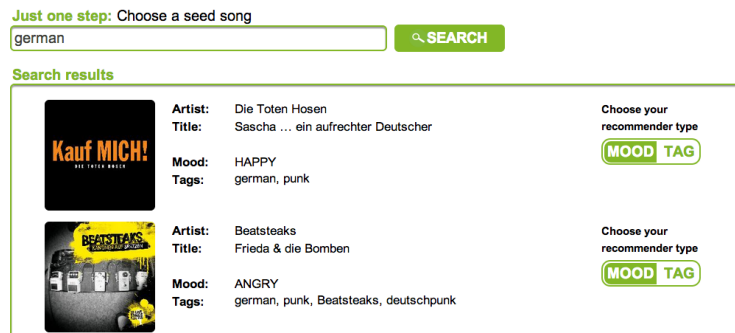 Just one step: Choose a seed song
german
SEARCH
Search results
Kauf MICH!
DIE TOTEN HOSEN
Artist: Die Toten Hosen
Title: Sascha … ein aufrechter Deutscher
Mood: HAPPY
Tags: german, punk
Choose your
recommender type
MOOD TAG
BEATSTEAKS
Artist: Beatsteaks
Title: Frieda & die Bomben
Mood: ANGRY
Tags: german, punk, Beatsteaks, deutschpunk
Choose your
recommender type
MOOD TAG